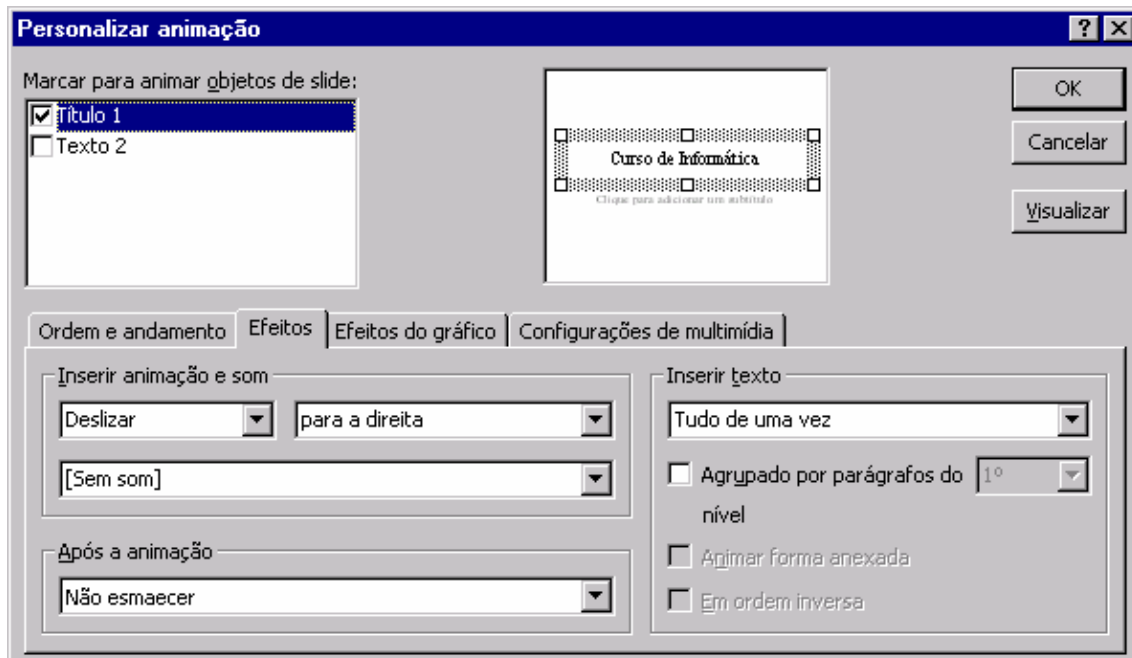 Personalizar animação
Marcar para animar objetos de slide:
Título 1
Texto 2
Curso de Informática
Clique para adicionar um subtítulo
OK
Cancelar
Visualizar
Ordem e andamento
Efeitos
Efeitos do gráfico
Configurações de multimídia
Inserir animação e som
Deslizar
para a direita
[Sem som]
Após a animação
Não esmaecer
Inserir texto
Tudo de uma vez
Agrupado por parágrafos do 1º
nível
Animar forma anexada
Em ordem inversa